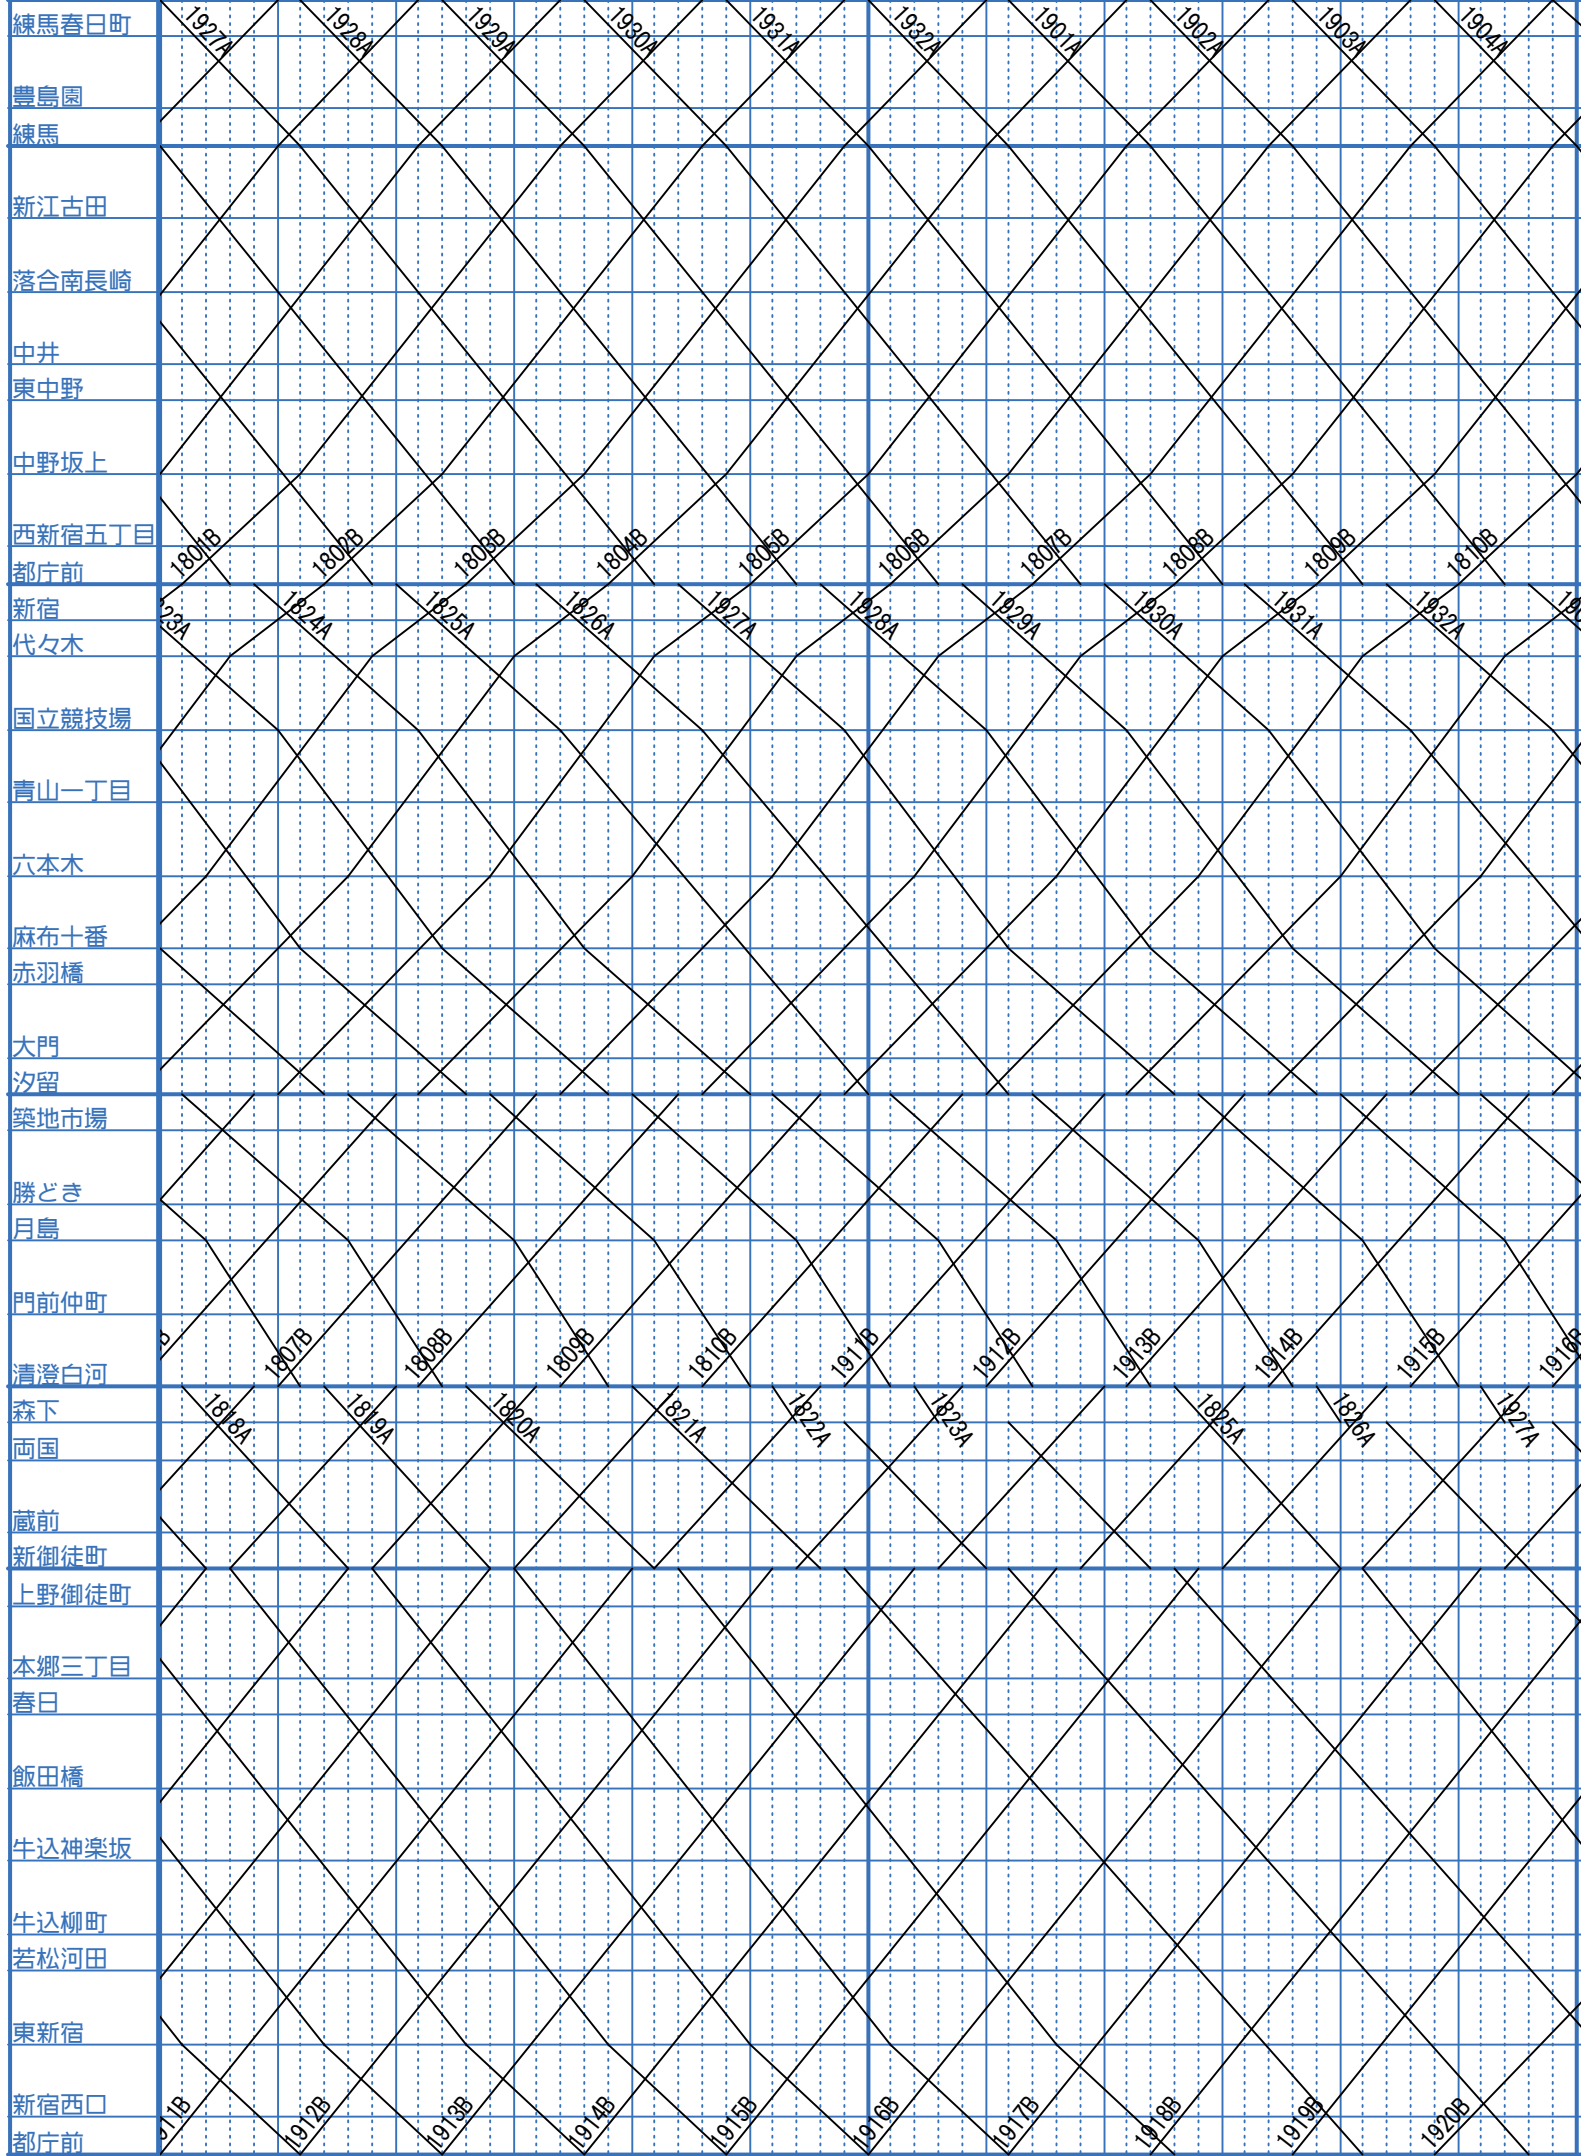 練馬春日町
1927A 1928A 1929A 1930A 1931A 1932A 1901A 1902A 1903A 1904A
豊島園
練馬
新江古田
落合南長崎
中井
東中野
中野坂上
西新宿五丁目
1801B 1802B 1803B 1804B 1805B 1806B 1807B 1808B 1809B 1810B
都庁前
新宿
23A 1824A 1825A 1826A 1927A 1928A 1929A 1930A 1931A 1932A
代々木
国立競技場
青山一丁目
六本木
麻布十番
赤羽橋
大門
汐留
築地市場
勝どき
月島
門前仲町
B 1807B 1808B 1809B 1810B 1911B 1912B 1913B 1914B 1915B 1916B
清澄白河
森下
1818A 1819A 1820A 1821A 1822A 1823A 1825A 1826A 1927A
両国
蔵前
新御徒町
上野御徒町
本郷三丁目
春日
飯田橋
牛込神楽坂
牛込柳町
若松河田
東新宿
新宿西口
911B 1912B 1913B 1914B 1915B 1916B 1917B 1918B 1919B 1920B
都庁前